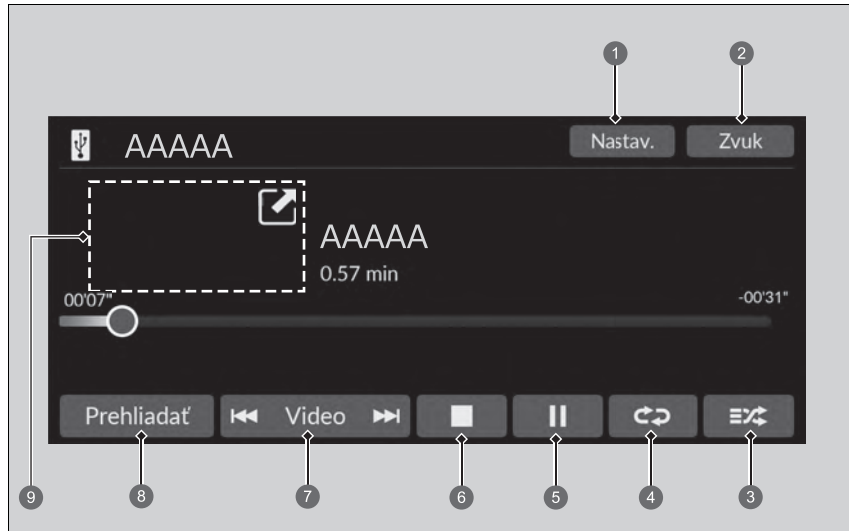 1 2
AAAAA Nastav. Zvuk
AAAAA
9
0.57 min
00'07" -00'31"
Prehliadať Video
9 8 7 6 5 4 3